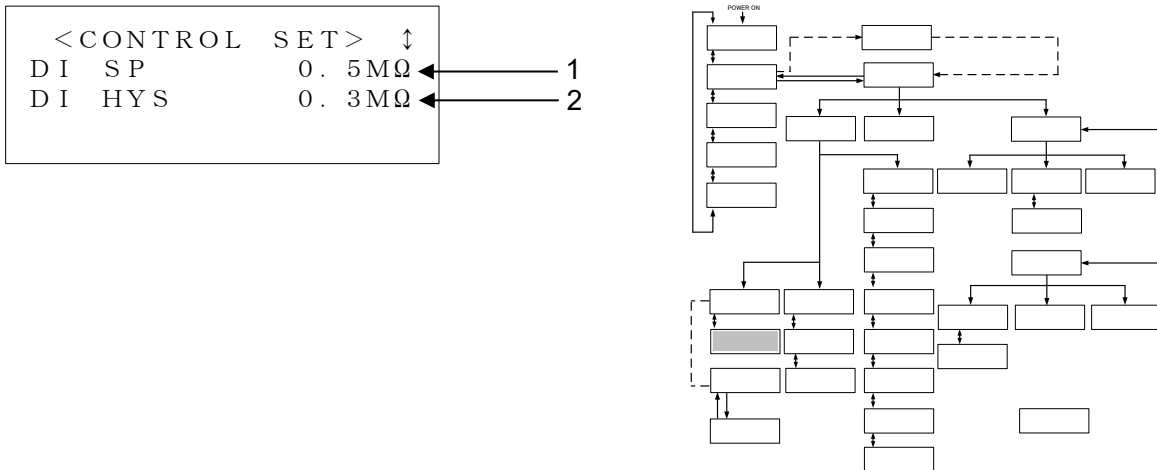 <CONTROL SET> ↕
DI SP 0.5MΩ 1
DI HYS 0.3MΩ 2
POWER ON